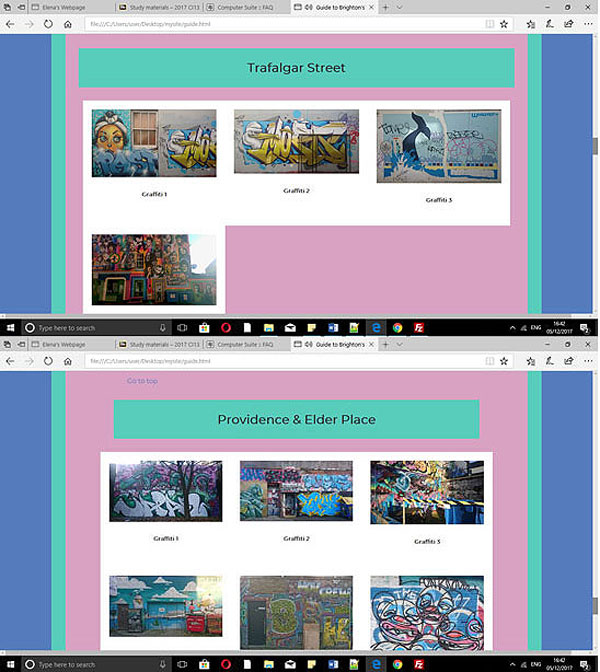 Elena's Webpage
Study materials – 2017 CI13
Computer Suite :: FAQ
Guide to Brighton's
file:///C:/Users/user/Desktop/mysite/guide.html
Trafalgar Street
Graffiti 1
Graffiti 2
Graffiti 3
Type here to search
ENG
16:42
05/12/2017
Elena's Webpage
Study materials – 2017 CI13
Computer Suite :: FAQ
Guide to Brighton's
file:///C:/Users/user/Desktop/mysite/guide.html
Go to top
Providence & Elder Place
Graffiti 1
Graffiti 2
Graffiti 3
Type here to search
ENG
16:42
05/12/2017